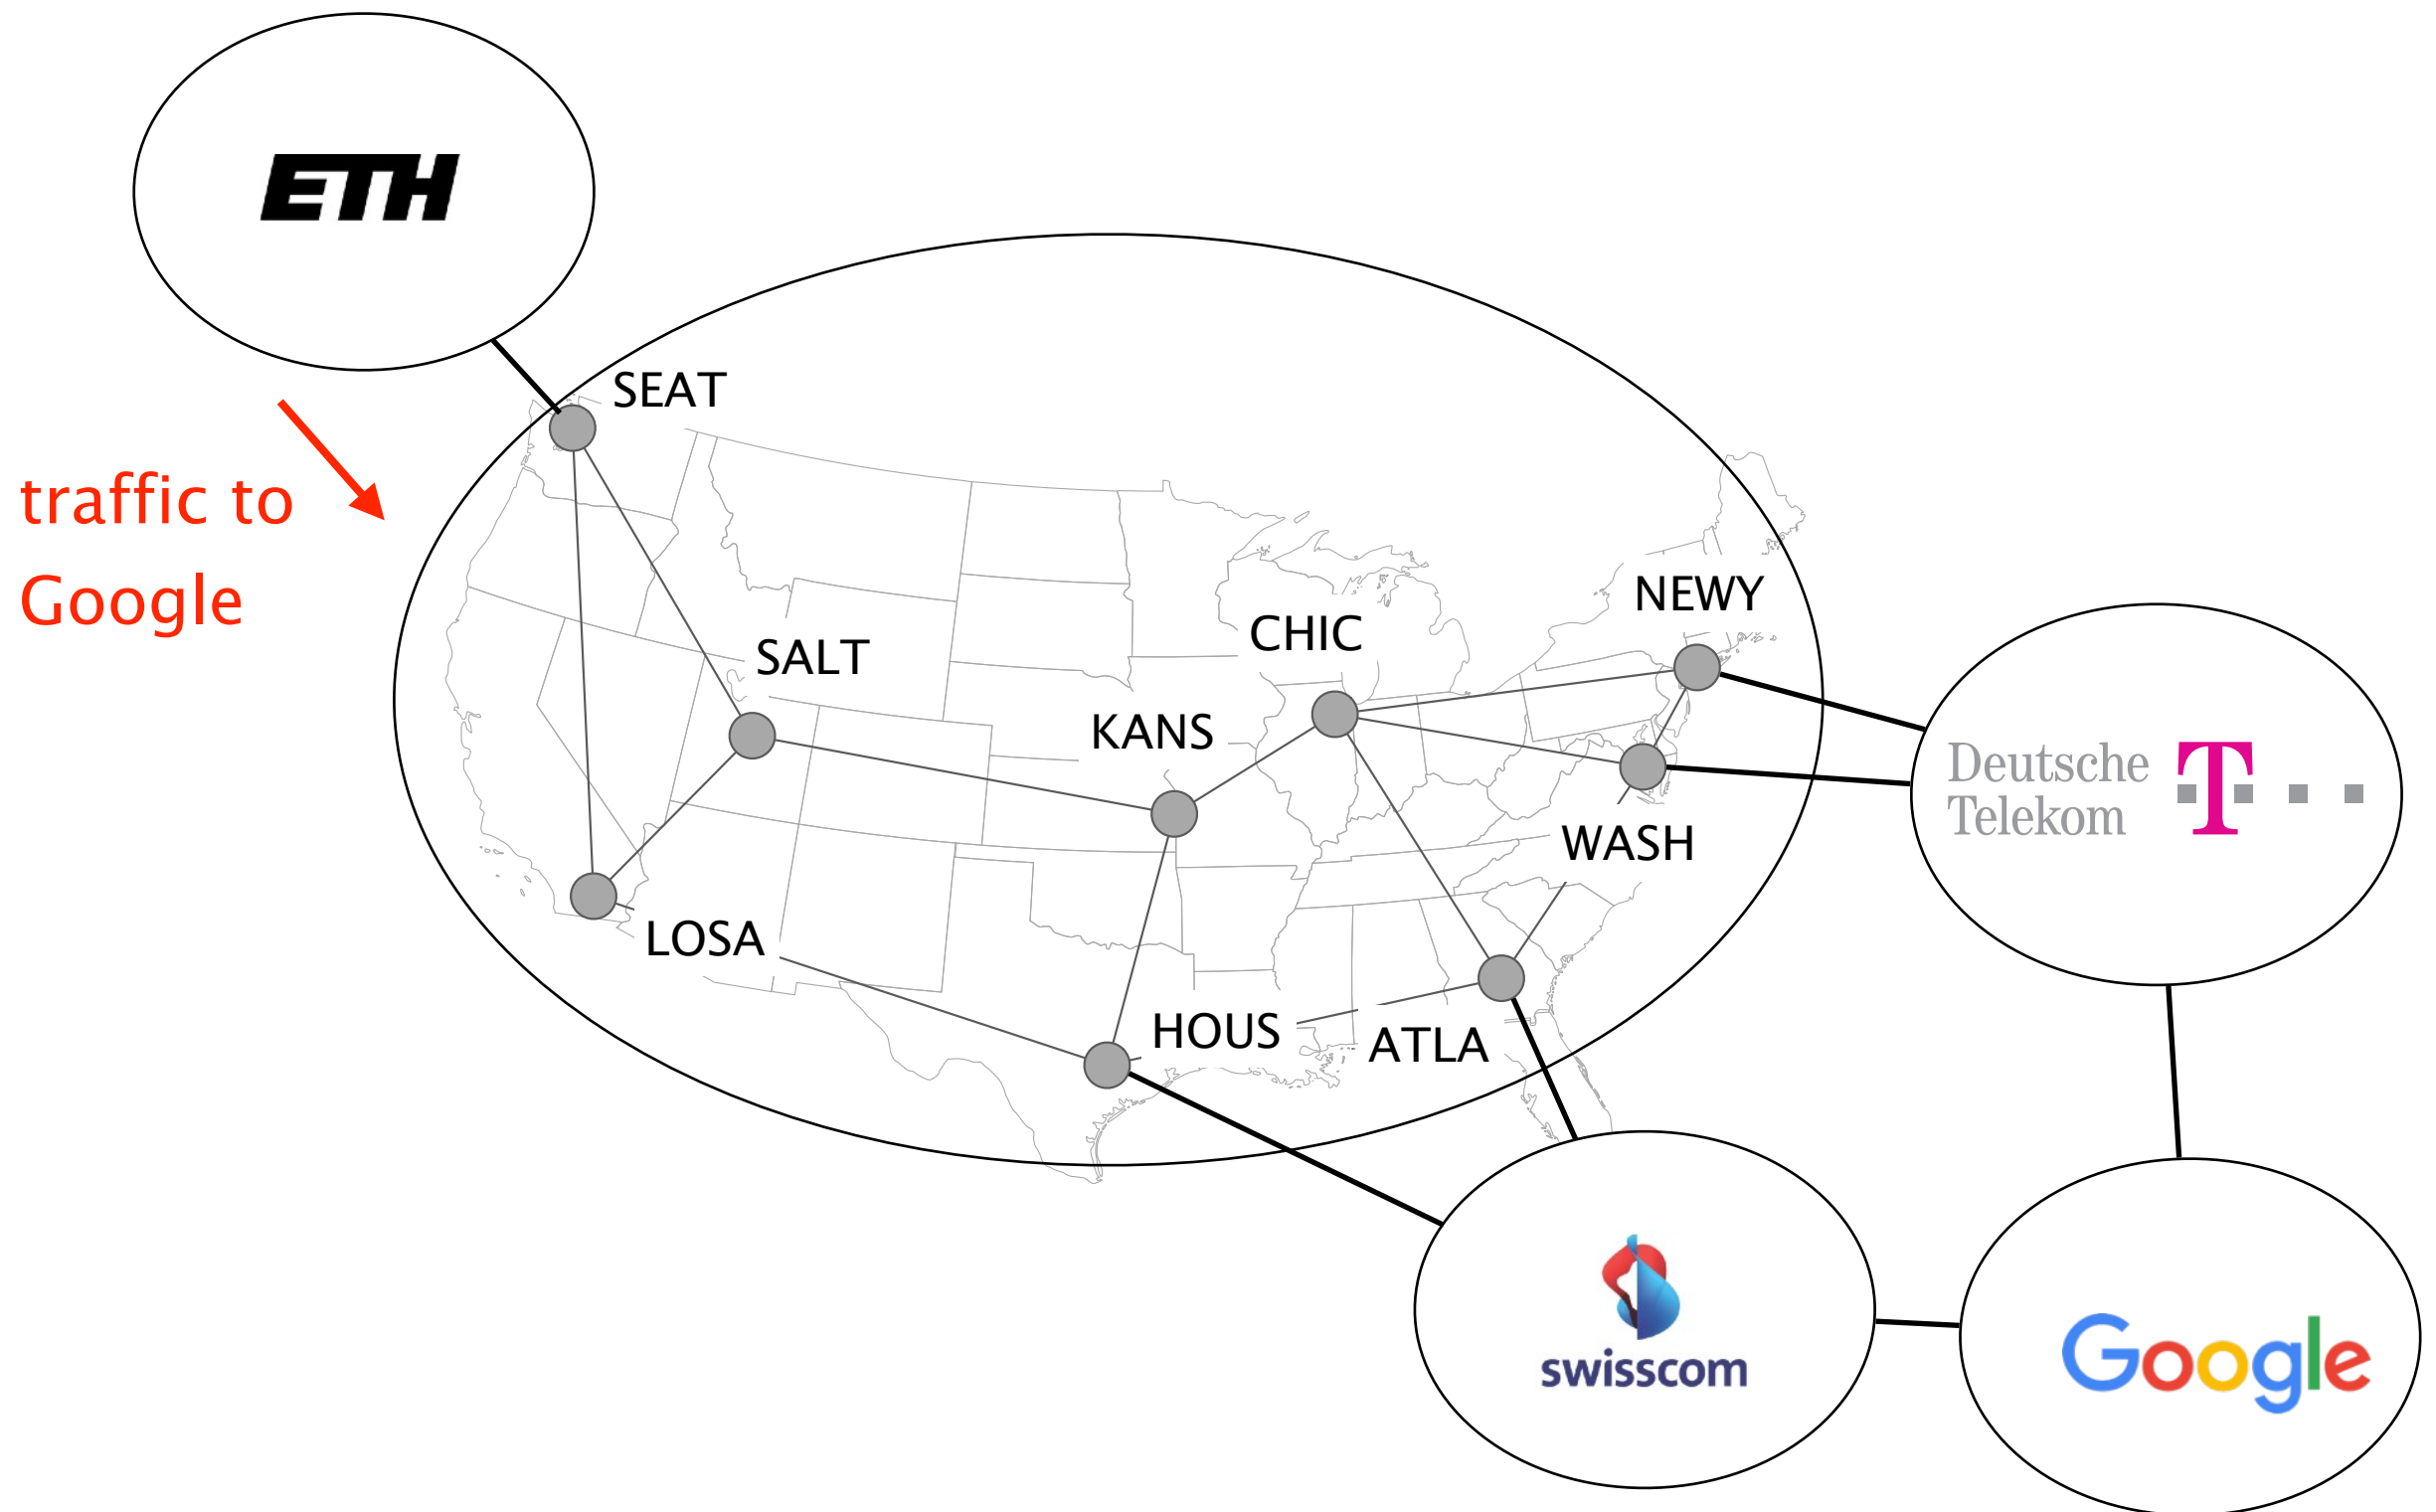 ETH
SEAT
traffic to
Google
NEWY
CHIC
SALT
KANS
Deutsche
Telekom
T
WASH
LOSA
HOUS
ATLA
swisscom
Google